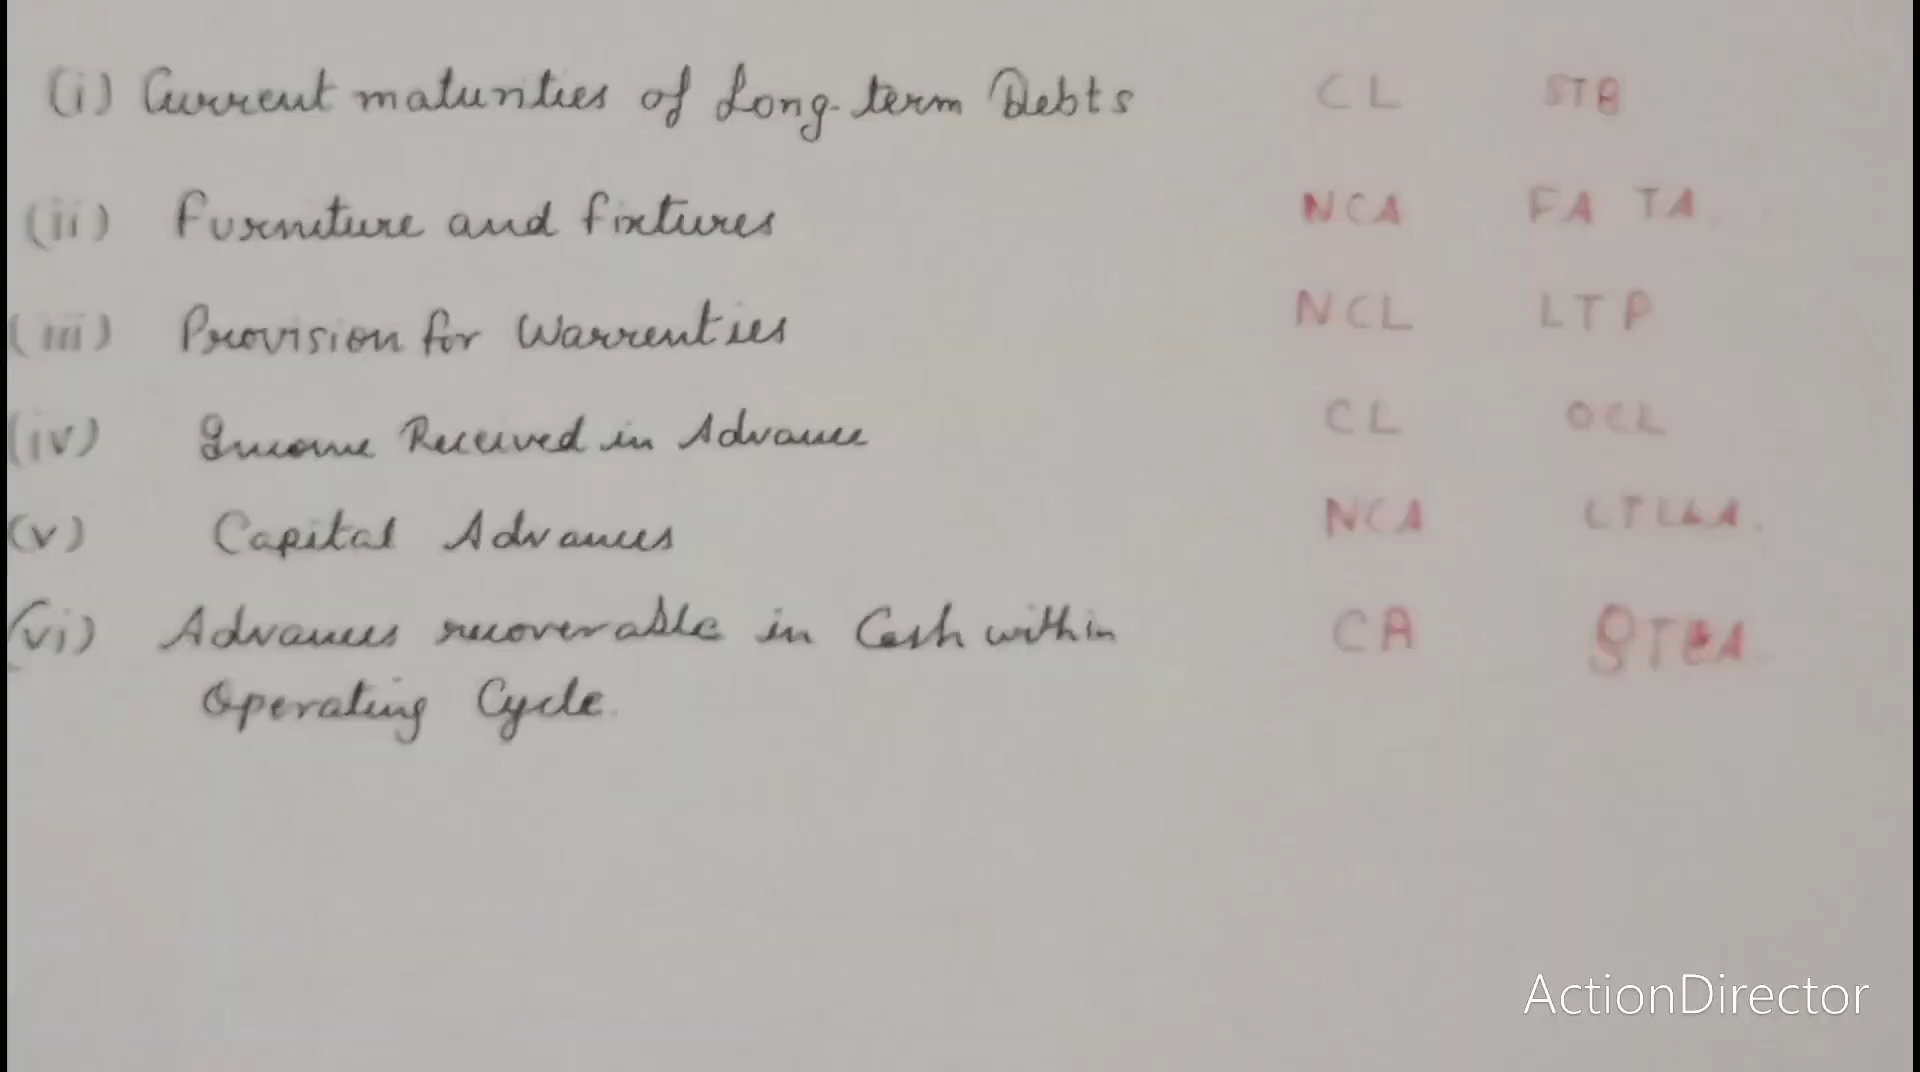 (i) Current maturities of Long-term Debts CL STB
(ii) Furniture and fixtures NCA FA TA.
(iii) Provision for Warrenties NCL LTP
(iv) Income Received in Advance CL OCL
(v) Capital Advances NCA LTL&A.
(vi) Advances recoverable in Cash within CA
Operating Cycle.
ActionDirector